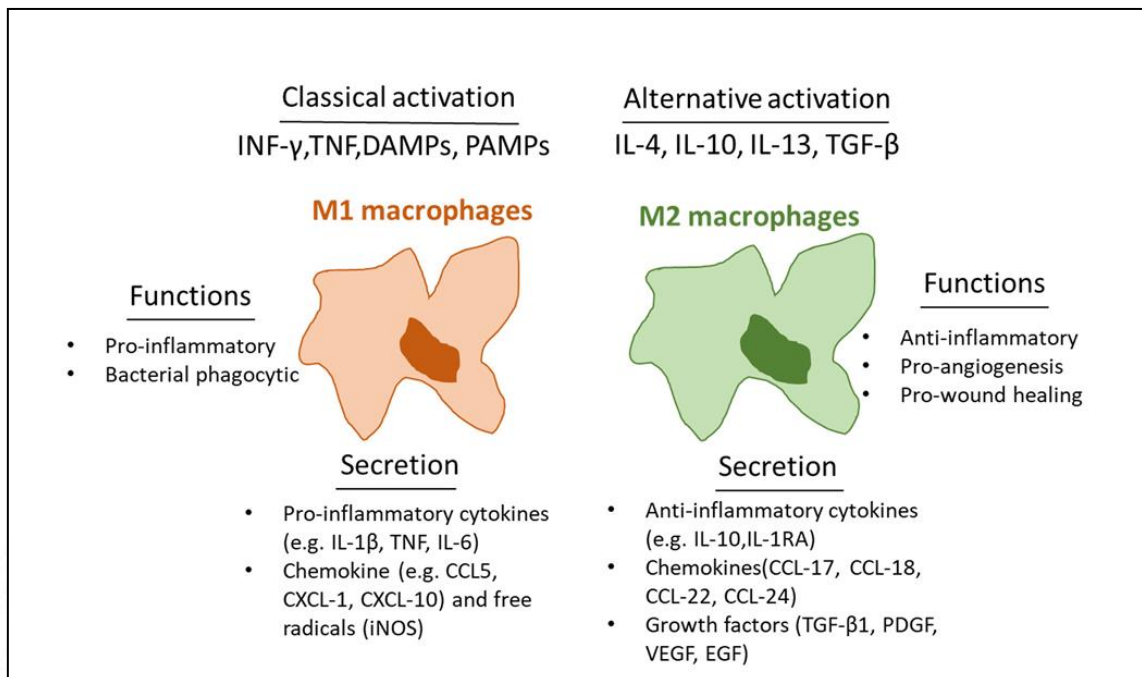 Classical activation
INF-γ,TNF,DAMPs, PAMPs
M1 macrophages
Functions
• Pro-inflammatory
• Bacterial phagocytic
Secretion
• Pro-inflammatory cytokines
(e.g. IL-1β, TNF, IL-6)
• Chemokine (e.g. CCL5,
CXCL-1, CXCL-10) and free
radicals (iNOS)
Alternative activation
IL-4, IL-10, IL-13, TGF-β
M2 macrophages
Functions
• Anti-inflammatory
• Pro-angiogenesis
• Pro-wound healing
Secretion
• Anti-inflammatory cytokines
(e.g. IL-10,IL-1RA)
• Chemokines(CCL-17, CCL-18,
CCL-22, CCL-24)
• Growth factors (TGF-β1, PDGF,
VEGF, EGF)